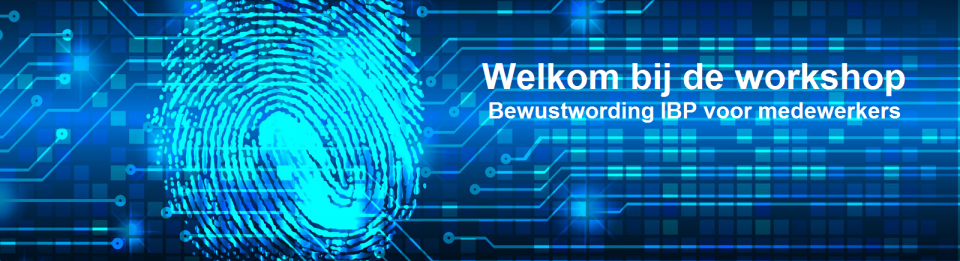 Welkom bij de workshop
Bewustwording IBP voor medewerkers